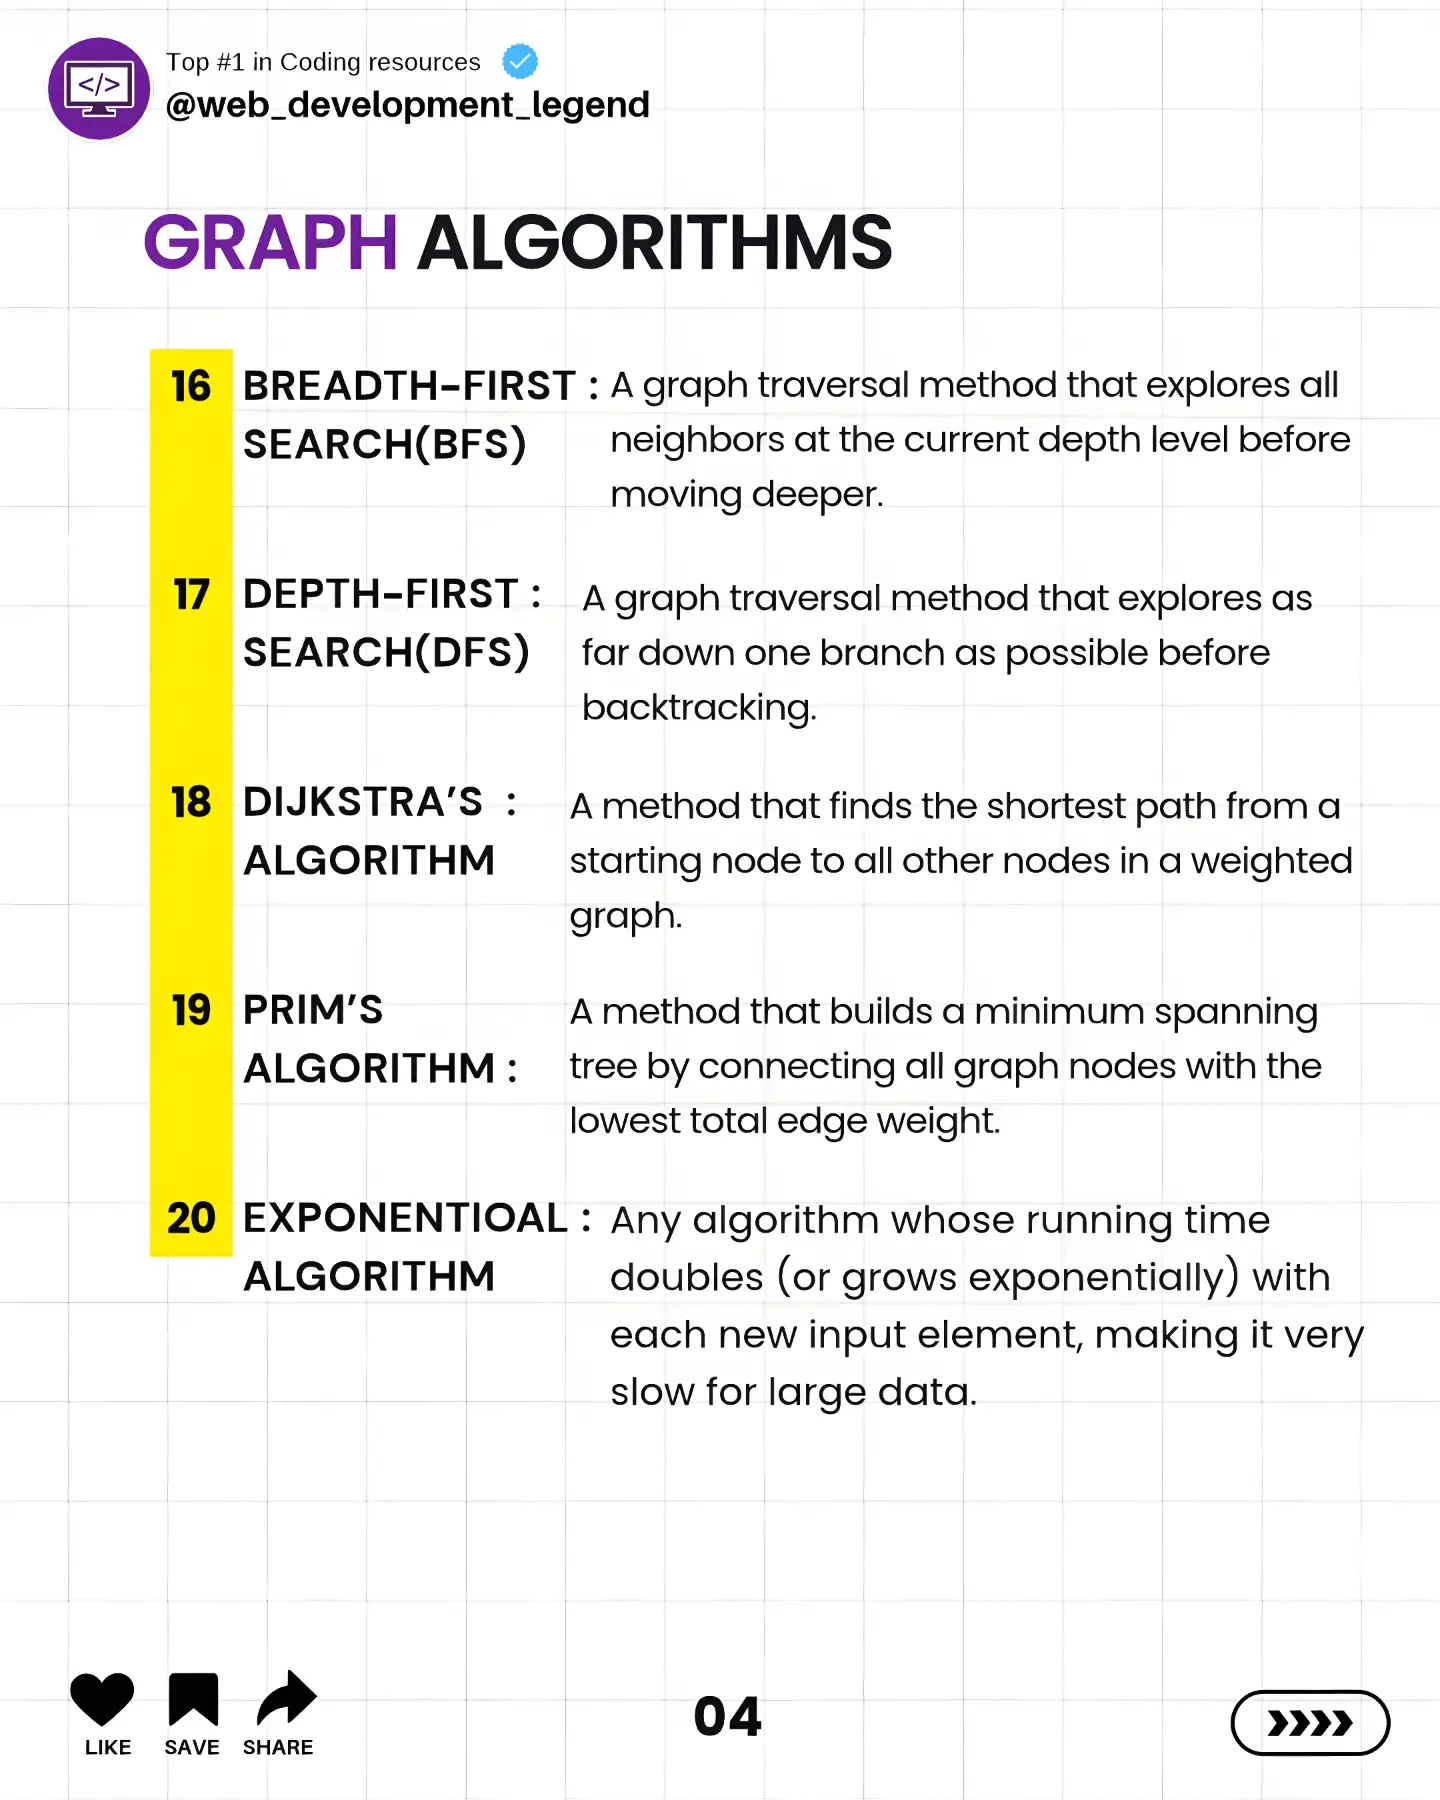 Top #1 in Coding resources
@web_development_legend
GRAPH ALGORITHMS
16 BREADTH-FIRST : A graph traversal method that explores all
SEARCH(BFS) neighbors at the current depth level before
moving deeper.
17 DEPTH-FIRST : A graph traversal method that explores as
SEARCH(DFS) far down one branch as possible before
backtracking.
18 DIJKSTRA’S : A method that finds the shortest path from a
ALGORITHM starting node to all other nodes in a weighted
graph.
19 PRIM’S A method that builds a minimum spanning
ALGORITHM : tree by connecting all graph nodes with the
lowest total edge weight.
20 EXPONENTIOAL : Any algorithm whose running time
ALGORITHM doubles (or grows exponentially) with
each new input element, making it very
slow for large data.
LIKE SAVE SHARE
04